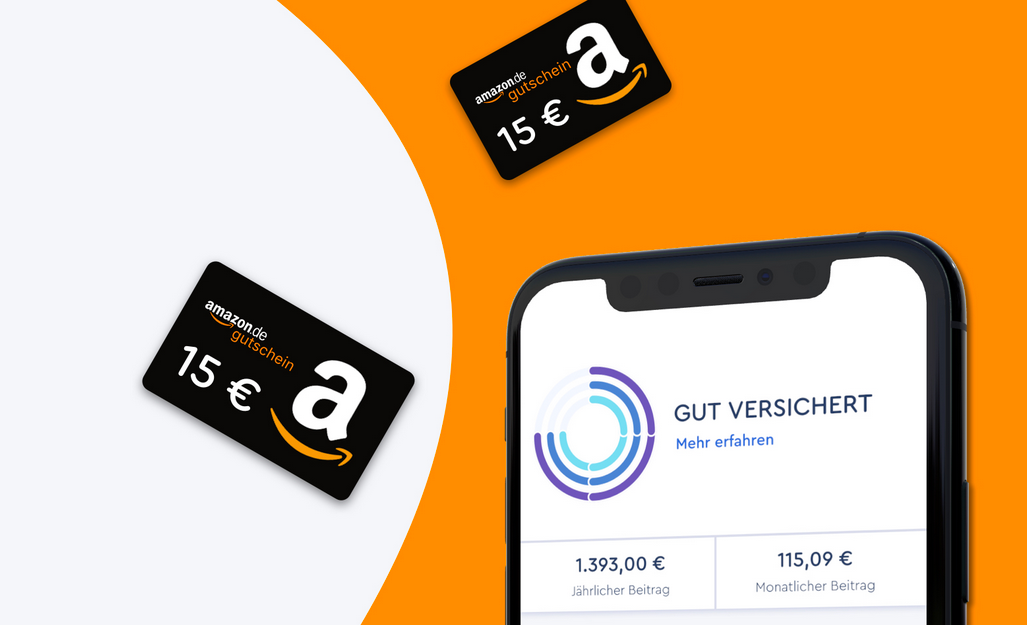 amazon.de
gutschein
15 €
a
amazon.de
gutschein
15 €
a
GUT VERSICHERT
Mehr erfahren
1.393,00 €
Jährlicher Beitrag
115,09 €
Monatlicher Beitrag